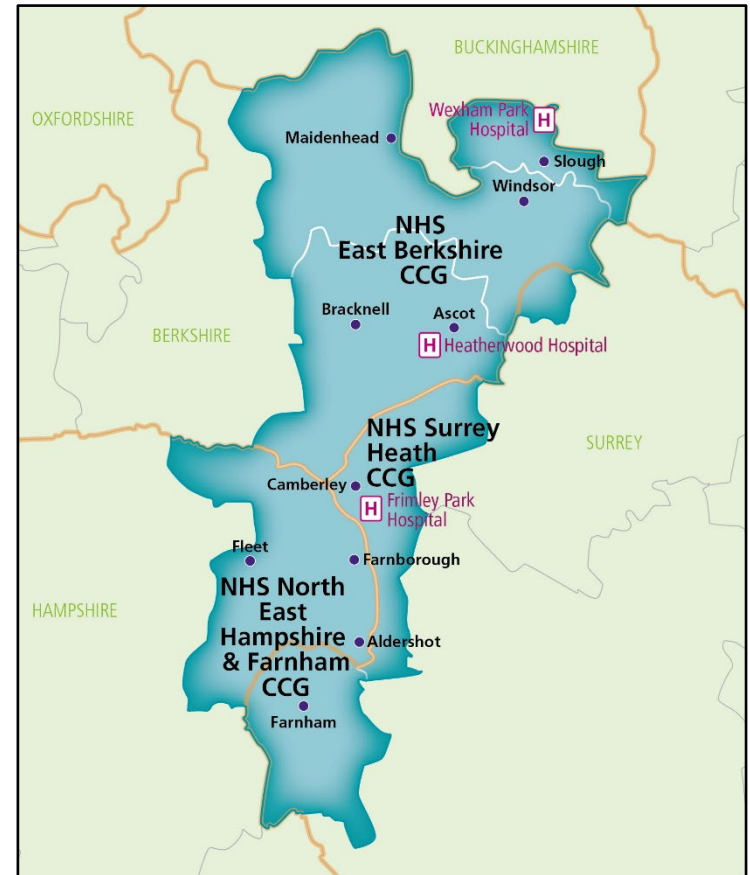 BUCKINGHAMSHIRE
OXFORDSHIRE
Wexham Park
Hospital
H
Maidenhead
Slough
Windsor
NHS
East Berkshire
CCG
Bracknell
Ascot
BERKSHIRE
H Heatherwood Hospital
NHS Surrey
Heath
CCG
SURREY
Camberley
H
Frimley Park
Hospital
Fleet
Farnborough
NHS North
East
Hampshire
& Farnham
CCG
HAMPSHIRE
Aldershot
Farnham